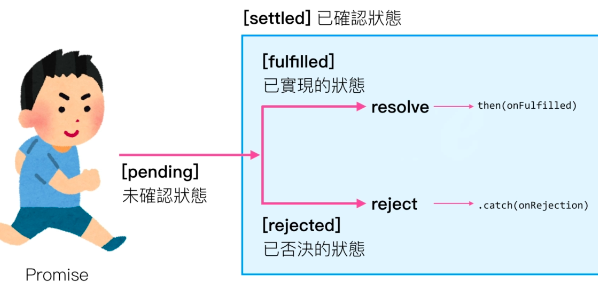 [settled] 已確認狀態
[fulfilled]
已實現的狀態
resolve
then(onFulfilled)
[pending]
未確認狀態
reject
.catch(onRejection)
[rejected]
已否決的狀態
Promise